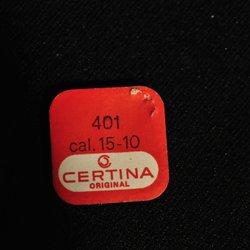 401
cal. 15-10
CERTINA
ORIGINAL